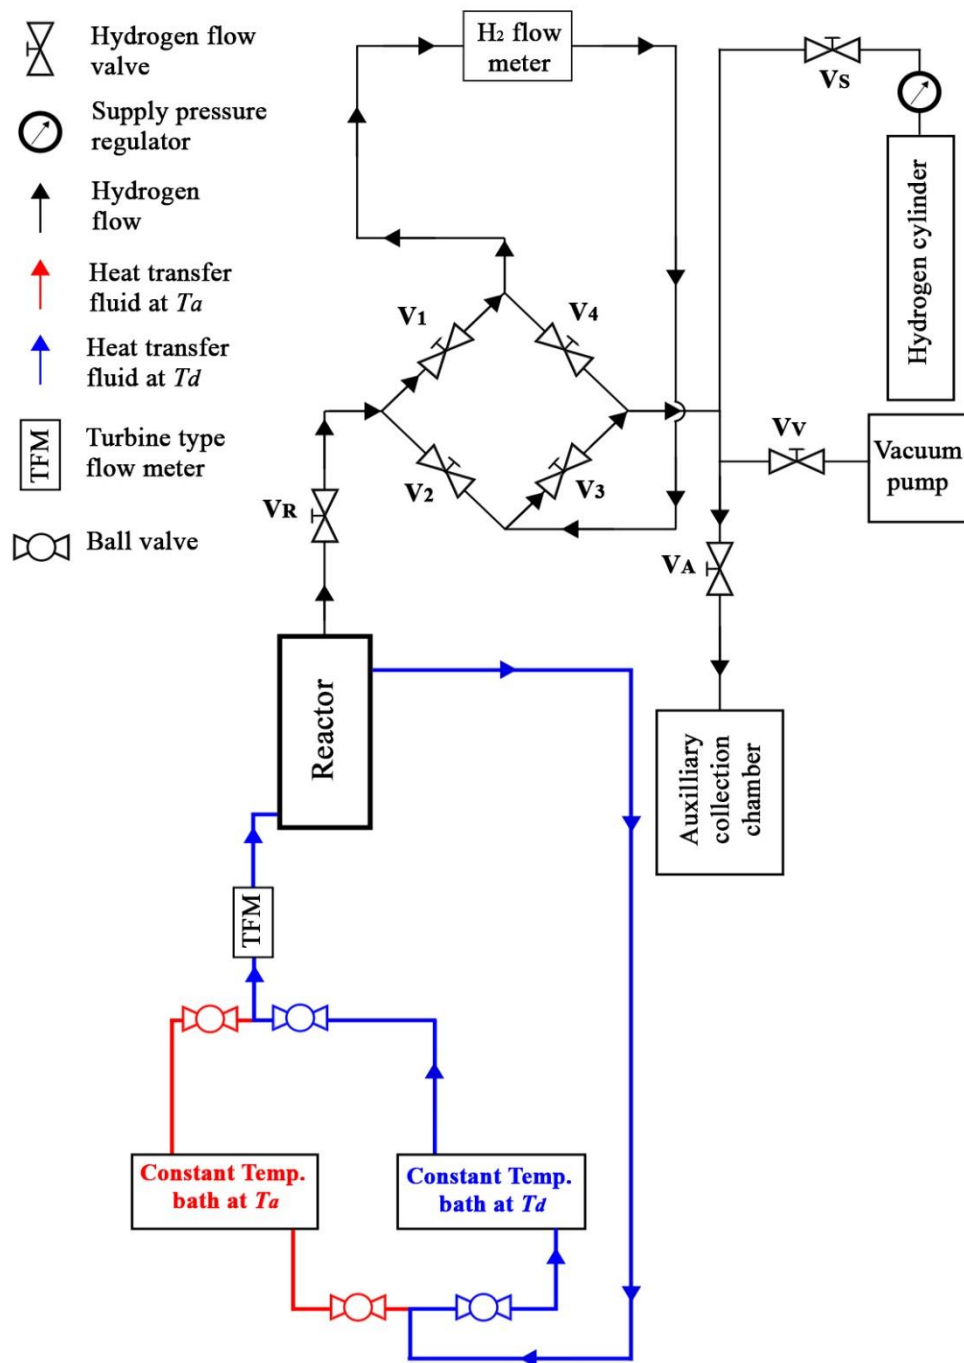 Hydrogen flow
valve
Supply pressure
regulator
Hydrogen
flow
Heat transfer
fluid at Ta
Heat transfer
fluid at Td
TFM
Turbine type
flow meter
Ball valve
H2 flow
meter
VS
Hydrogen cylinder
V1
V4
V2
V3
VR
VV
Vacuum
pump
VA
Reactor
Auxilliary
collection
chamber
TFM
Constant Temp.
bath at Ta
Constant Temp.
bath at Td